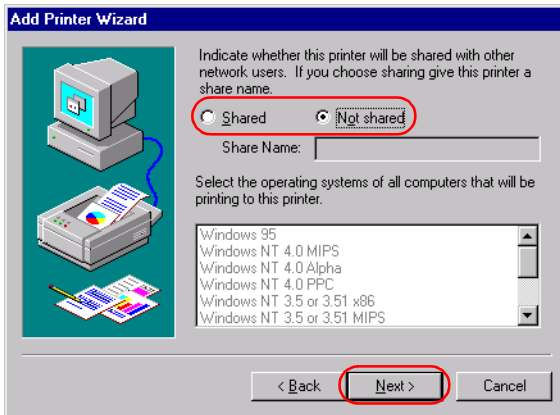 Add Printer Wizard
Indicate whether this printer will be shared with other
network users. If you choose sharing give this printer a
share name.
Shared Not shared
Share Name:
Select the operating systems of all computers that will be
printing to this printer.
Windows 95
Windows NT 4.0 MIPS
Windows NT 4.0 Alpha
Windows NT 4.0 PPC
Windows NT 3.5 or 3.51 x86
Windows NT 3.5 or 3.51 MIPS
< Back Next > Cancel